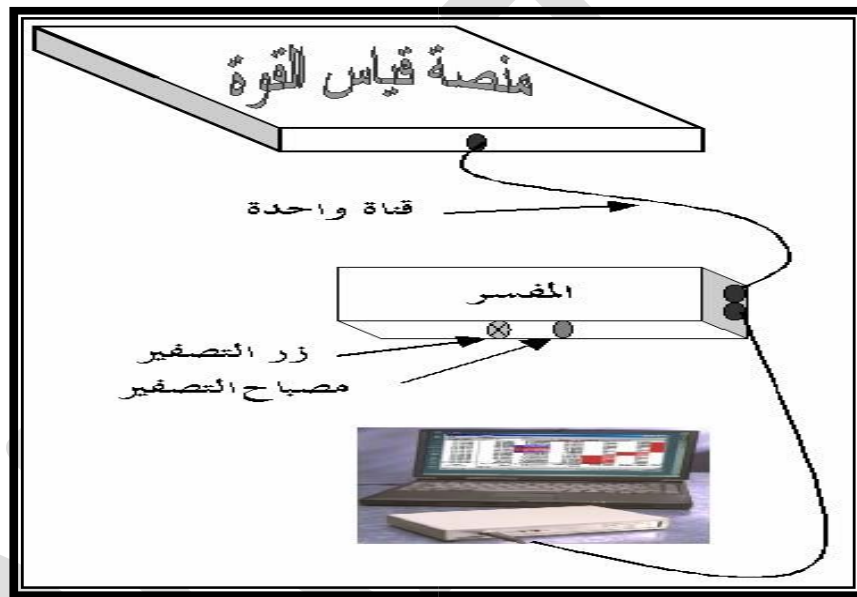 منصة قياس القوة
قناة واحدة
المفسر
زر التصفير
مصباح التصفير